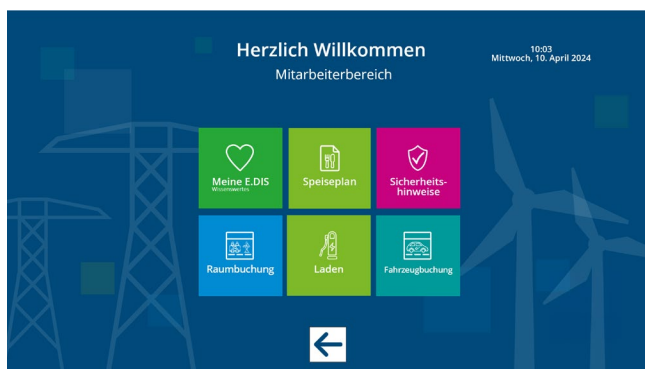 Herzlich Willkommen
Mitarbeiterbereich
10:03
Mittwoch, 10. April 2024
Meine E.DIS
Wissenswertes
Speiseplan
Sicherheits-
hinweise
Raumbuchung
Laden
Fahrzeugbuchung